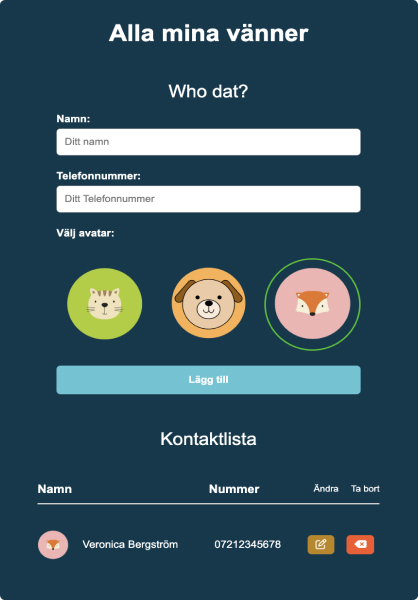 Alla mina vänner
Who dat?
Namn:
Ditt namn
Telefonnummer:
Ditt Telefonnummer
Välj avatar:
Lägg till
Kontaktlista
Namn Nummer Ändra Ta bort
Veronica Bergström 07212345678